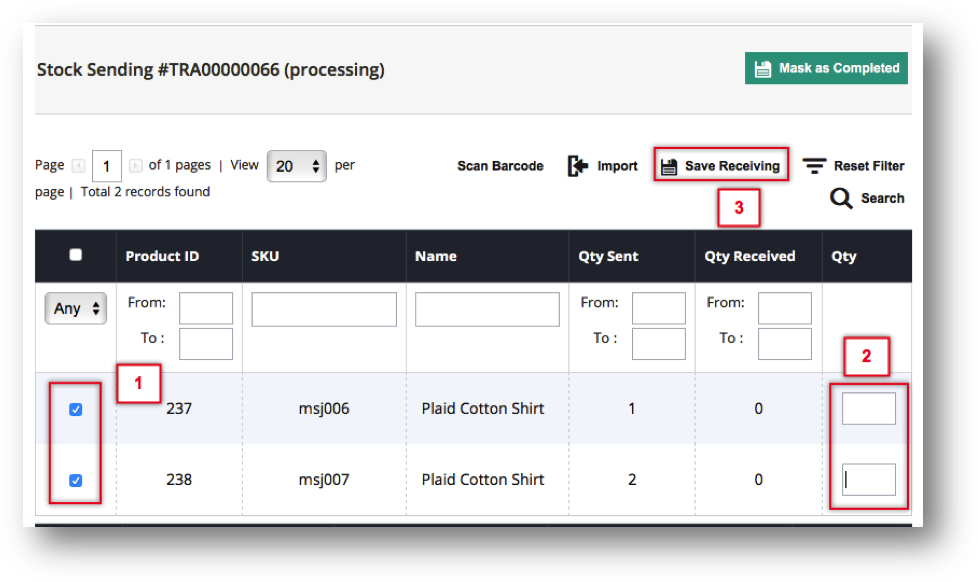 Stock Sending #TRA00000066 (processing)
Mask as Completed
Page 1 of 1 pages | View 20 per
page | Total 2 records found
Scan Barcode Import Save Receiving Reset Filter
3 Search
Product ID SKU Name Qty Sent Qty Received Qty
Any From: From: From:
To : To : To :
1 2
237 msj006 Plaid Cotton Shirt 1 0
238 msj007 Plaid Cotton Shirt 2 0